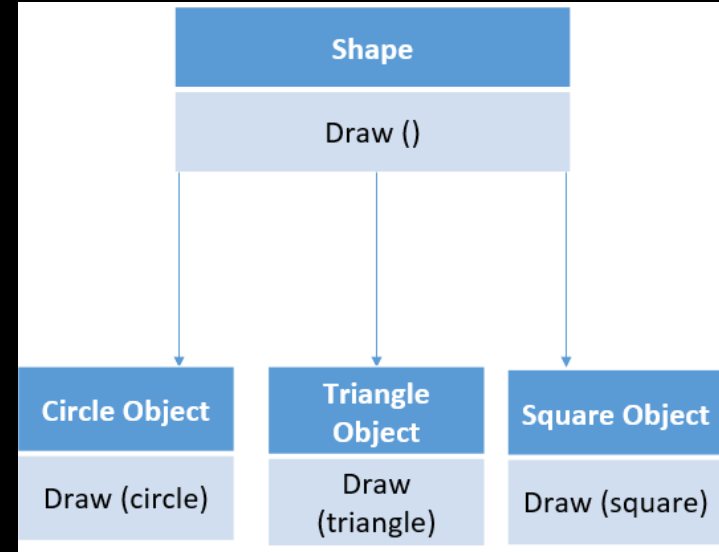 Shape
Draw ()
Circle Object
Draw (circle)
Triangle
Object
Draw
(triangle)
Square Object
Draw (square)